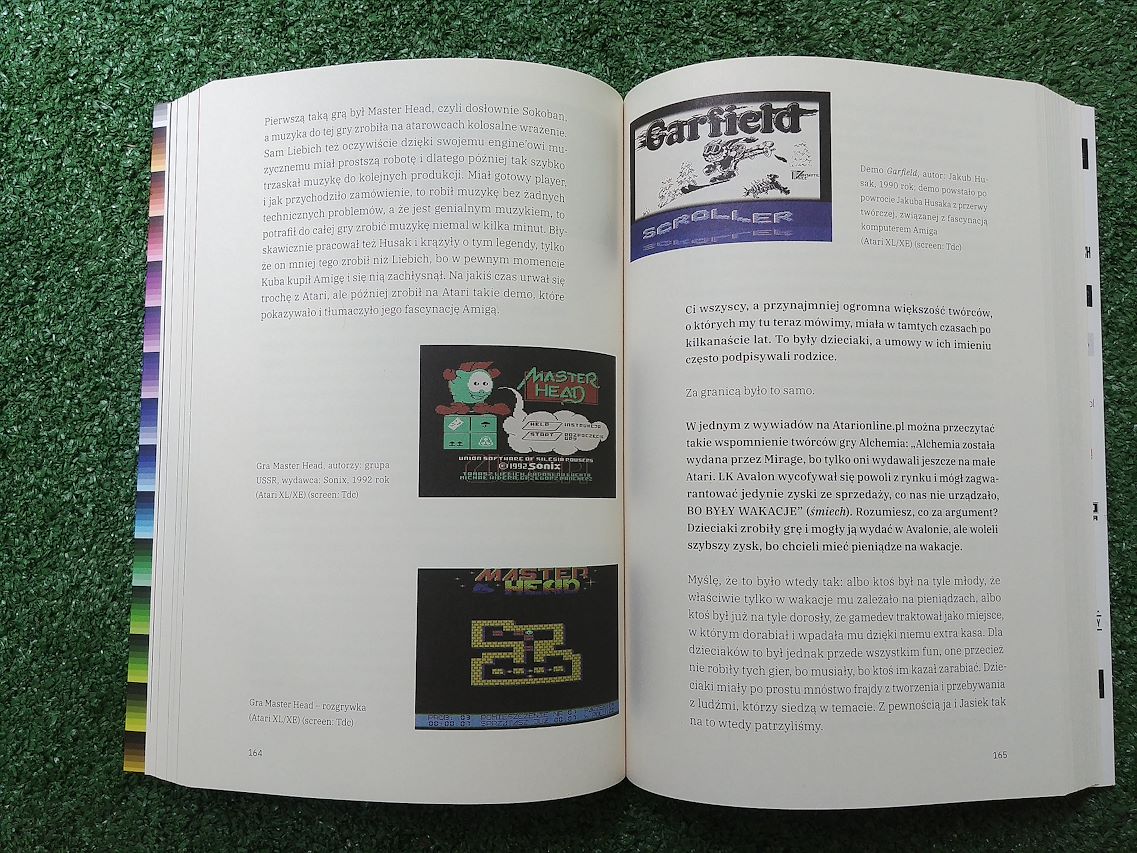 Pierwszą taką grą był Master Head, czyli dosłownie Sokoban,
a muzyka do tej gry zrobiła na atarowcach kolosalne wrażenie.
Sam Liebich też oczywiście dzięki swojemu engine'owi mu-
zycznemu miał prostszą robotę i dlatego później tak szybko
trzaskał muzykę do kolejnych produkcji. Miał gotowy player,
i jak przychodziło zamówienie, to robił muzykę bez żadnych
technicznych problemów, a że jest genialnym muzykiem, to
potrafił do całej gry zrobić muzykę niemal w kilka minut. Bły-
skawicznie pracował też Husak i krążyły o tym legendy, tylko
że on mniej tego zrobił niż Liebich, bo w pewnym momencie
Kuba kupił Amigę i się nią zachłysnął. Na jakiś czas urwał się
trochę z Atari, ale później zrobił na Atari takie demo, które
pokazywało i tłumaczyło jego fascynację Amigą.
MASTER
HEAD
HELP INSTRUKCJA
START ROZPOCZĘCIE
GRY
UNION SOFTWARE OF SILESIA ROUSERS
©1992 Sonix
Gra Master Head, autorzy: grupa
USSR, wydawca: Sonix, 1992 rok
(Atari XL/XE) (screen: Tdc)
MASTER
HEAD
Gra Master Head – rozgrywka
(Atari XL/XE) (screen: Tdc)
164
Garfield
SCROLLER
Demo Garfield, autor: Jakub Hu-
sak, 1990 rok, demo powstało po
powrocie Jakuba Husaka z przerwy
twórczej, związanej z fascynacją
komputerem Amiga
(Atari XL/XE) (screen: Tdc)
Ci wszyscy, a przynajmniej ogromna większość twórców,
o których my tu teraz mówimy, miała w tamtych czasach po
kilkanaście lat. To były dzieciaki, a umowy w ich imieniu
często podpisywali rodzice.
Za granicą było to samo.
W jednym z wywiadów na Atarionline.pl można przeczytać
takie wspomnienie twórców gry Alchemia: „Alchemia została
wydana przez Mirage, bo tylko oni wydawali jeszcze na małe
Atari. LK Avalon wycofywał się powoli z rynku i mógł zagwa-
rantować jedynie zyski ze sprzedaży, co nas nie urządzało,
BO BYŁY WAKACJE” (śmiech). Rozumiesz, co za argument?
Dzieciaki zrobiły grę i mogły ją wydać w Avalonie, ale woleli
szybszy zysk, bo chcieli mieć pieniądze na wakacje.
Myślę, że to było wtedy tak: albo ktoś był na tyle młody, że
właściwie tylko w wakacje mu zależało na pieniądzach, albo
ktoś był już na tyle dorosły, że gamedev traktował jako miejsce,
w którym dorabiał i wpadała mu dzięki niemu extra kasa. Dla
dzieciaków to był jednak przede wszystkim fun, one przecież
nie robiły tych gier, bo musiały, bo ktoś im kazał zarabiać. Dzie-
ciaki miały po prostu mnóstwo frajdy z tworzenia i przebywania
z ludźmi, którzy siedzą w temacie. Z pewnością ja i Jasiek tak
na to wtedy patrzyliśmy.
165